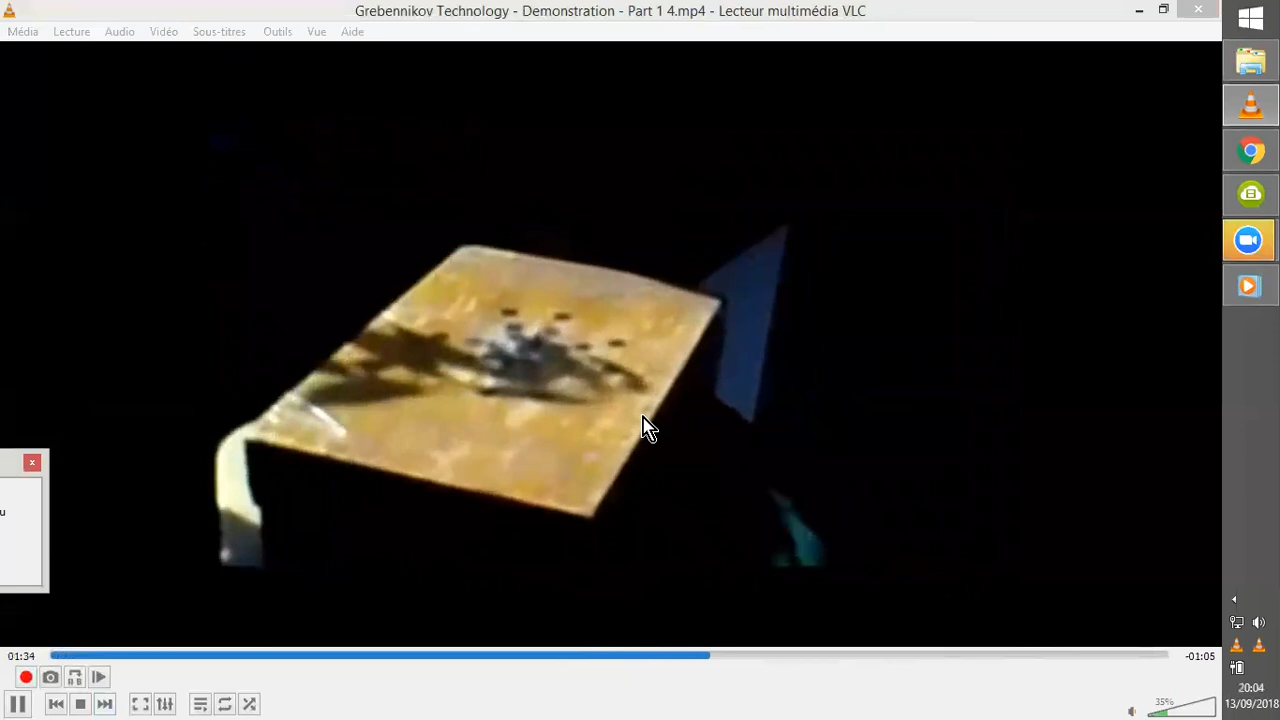 Grebennikov Technology - Demonstration - Part 1 4.mp4 - Lecteur multimédia VLC
Média Lecture Audio Vidéo Sous-titres Outils Vue Aide
u
01:34
-01:05
35%
20:04
13/09/2018